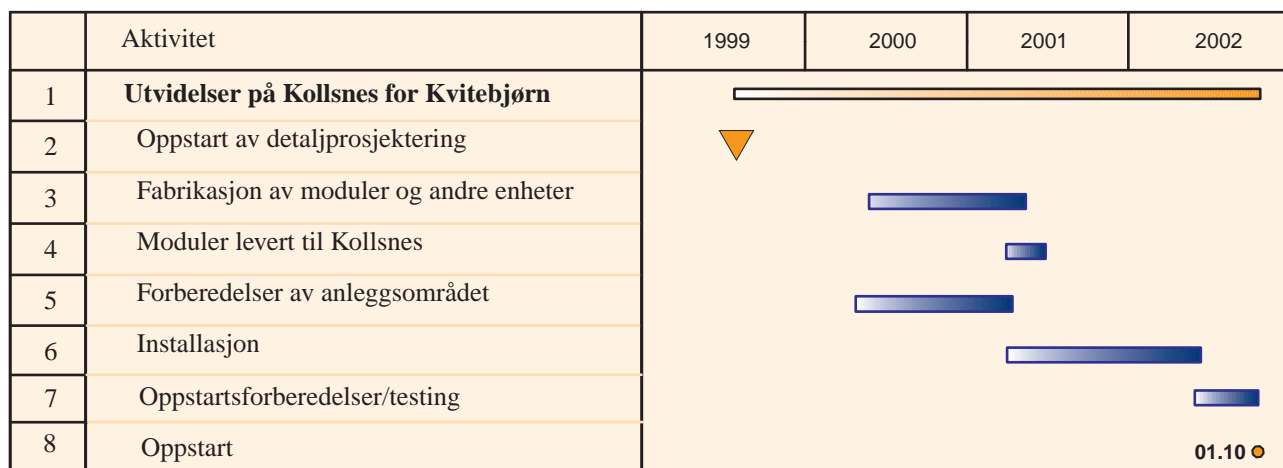 Aktivitet 1999 2000 2001 2002
1 Utvidelser på Kollsnes for Kvitebjørn
2 Oppstart av detaljprosjektering
3 Fabrikasjon av moduler og andre enheter
4 Moduler levert til Kollsnes
5 Forberedelser av anleggsområdet
6 Installasjon
7 Oppstartsforberedelser/testing
8 Oppstart 01.10